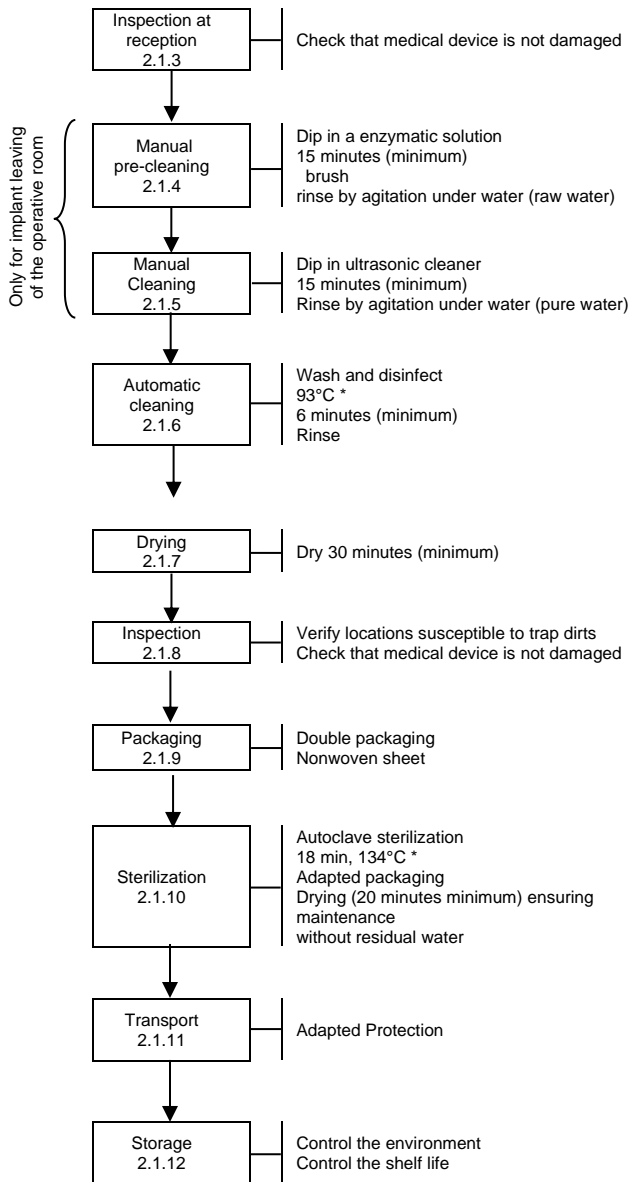 Inspection at
reception
2.1.3
Check that medical device is not damaged
Only for implant leaving
of the operative room
Manual
pre-cleaning
2.1.4
Dip in a enzymatic solution
15 minutes (minimum)
brush
rinse by agitation under water (raw water)
Manual
Cleaning
2.1.5
Dip in ultrasonic cleaner
15 minutes (minimum)
Rinse by agitation under water (pure water)
Automatic
cleaning
2.1.6
Wash and disinfect
93°C *
6 minutes (minimum)
Rinse
Drying
2.1.7
Dry 30 minutes (minimum)
Inspection
2.1.8
Verify locations susceptible to trap dirts
Check that medical device is not damaged
Packaging
2.1.9
Double packaging
Nonwoven sheet
Sterilization
2.1.10
Autoclave sterilization
18 min, 134°C *
Adapted packaging
Drying (20 minutes minimum) ensuring
maintenance
without residual water
Transport
2.1.11
Adapted Protection
Storage
2.1.12
Control the environment
Control the shelf life